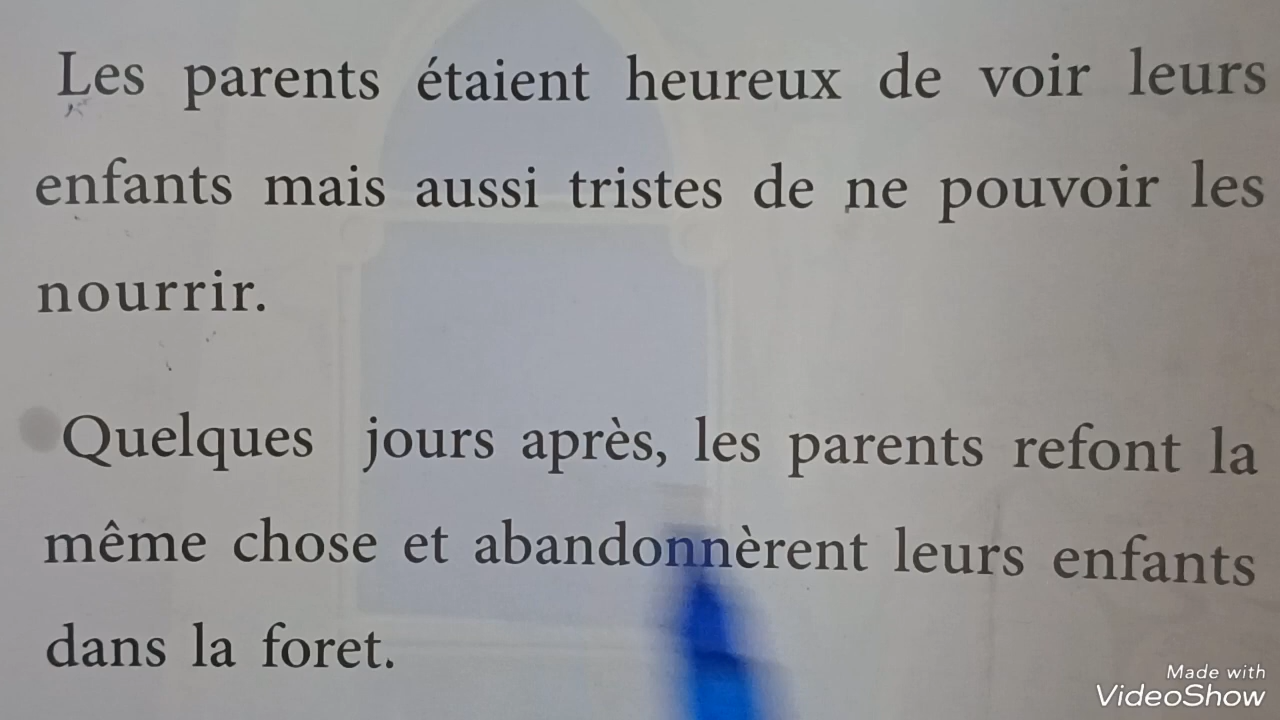 Les parents étaient heureux de voir leurs
enfants mais aussi tristes de ne pouvoir les
nourrir.
Quelques jours après, les parents refont la
même chose et abandonnèrent leurs enfants
dans la foret.
Made with
VideoShow